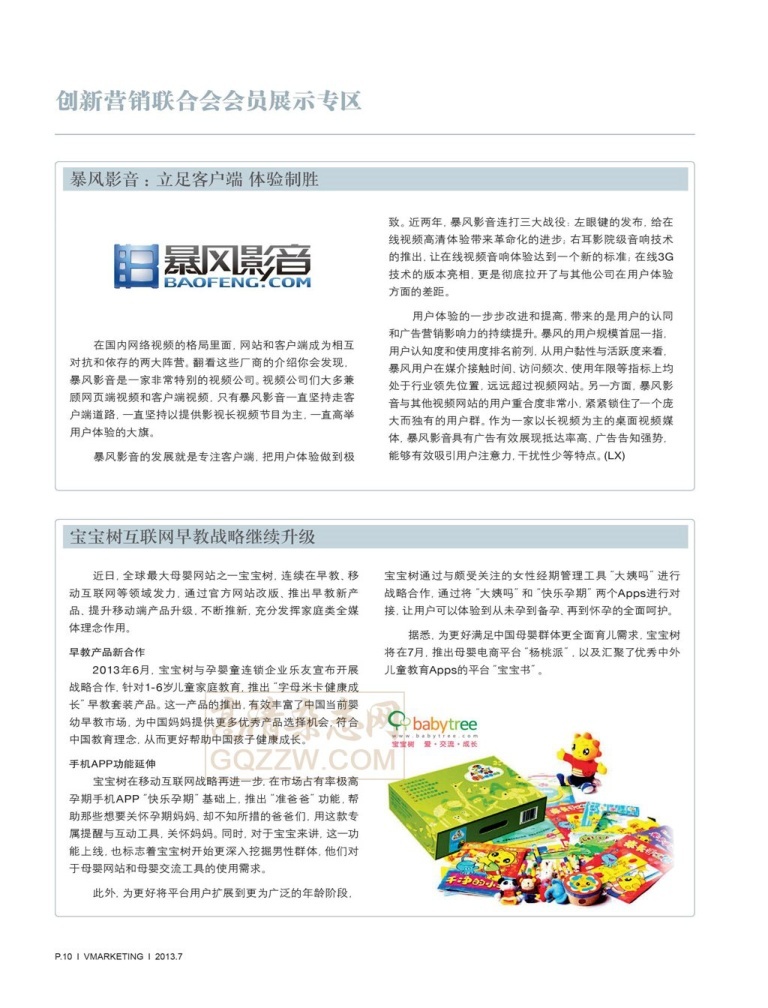 创新营销联合会会员展示专区
暴风影音：立足客户端 体验制胜
暴风影音
BAOFENG.COM
在国内网络视频的格局里面，网站和客户端成为相互
对抗和依存的两大阵营。翻看这些厂商的介绍你会发现，
暴风影音是一家非常特别的视频公司。视频公司们大多兼
顾网页端视频和客户端视频，只有暴风影音一直坚持走客
户端道路，一直坚持以提供影视长视频节目为主，一直高举
用户体验的大旗。
暴风影音的发展就是专注客户端，把用户体验做到极
致。近两年，暴风影音连打三大战役：左眼键的发布，给在
线视频高清体验带来革命化的进步；右耳影院级音响技术
的推出，让在线视频音响体验达到一个新的标准；在线3G
技术的版本亮相，更是彻底拉开了与其他公司在用户体验
方面的差距。
用户体验的一步步改进和提高，带来的是用户的认同
和广告营销影响力的持续提升。暴风的用户规模首屈一指，
用户认知度和使用度排名前列，从用户黏性与活跃度来看，
暴风用户在媒介接触时间、访问频次、使用年限等指标上均
处于行业领先位置，远远超过视频网站。另一方面，暴风影
音与其他视频网站的用户重合度非常小，紧紧锁住了一个庞
大而独有的用户群。作为一家以长视频为主的桌面视频媒
体，暴风影音具有广告有效展现抵达率高，广告告知强势，
能够有效吸引用户注意力，干扰性少等特点。(LX)
宝宝树互联网早教战略继续升级
近日，全球最大母婴网站之一宝宝树，连续在早教、移
动互联网等领域发力，通过官方网站改版，推出早教新产
品，提升移动端产品升级，不断推新，充分发挥家庭类全媒
体理念作用。
早教产品新合作
2013年6月，宝宝树与孕婴童连锁企业乐友宣布开展
战略合作，针对1-6岁儿童家庭教育，推出“字母米卡健康成
长”早教套装产品。这一产品的推出，有效丰富了中国当前婴
幼早教市场，为中国妈妈提供更多优秀产品选择机会，符合
中国教育理念，从而更好帮助中国孩子健康成长。
手机APP功能延伸
宝宝树在移动互联网战略再进一步，在市场占有率极高
孕期手机APP“快乐孕期”基础上，推出“准爸爸”功能，帮
助那些想要关怀孕期妈妈，却不知所措的爸爸们，用这款专
属提醒与互动工具，关怀妈妈。同时，对于宝宝来讲，这一功
能上线，也标志着宝宝树开始更深入挖掘男性群体，他们对
于母婴网站和母婴交流工具的使用需求。
此外，为更好将平台用户扩展到更为广泛的年龄阶段，
宝宝树通过与颇受关注的女性经期管理工具“大姨吗”进行
战略合作，通过将“大姨吗”和“快乐孕期”两个Apps进行对
接，让用户可以体验到从未孕到备孕，再到怀孕的全面呵护。
据悉，为更好满足中国母婴群体更全面育儿需求，宝宝树
将在7月，推出母婴电商平台“杨桃派”，以及汇聚了优秀中外
儿童教育Apps的平台“宝宝书”。
babytree
www.babytree.com
宝宝树 爱·交流·成长
高清杂志网
GQZZW.COM
P.10 I VMARKETING I 2013.7